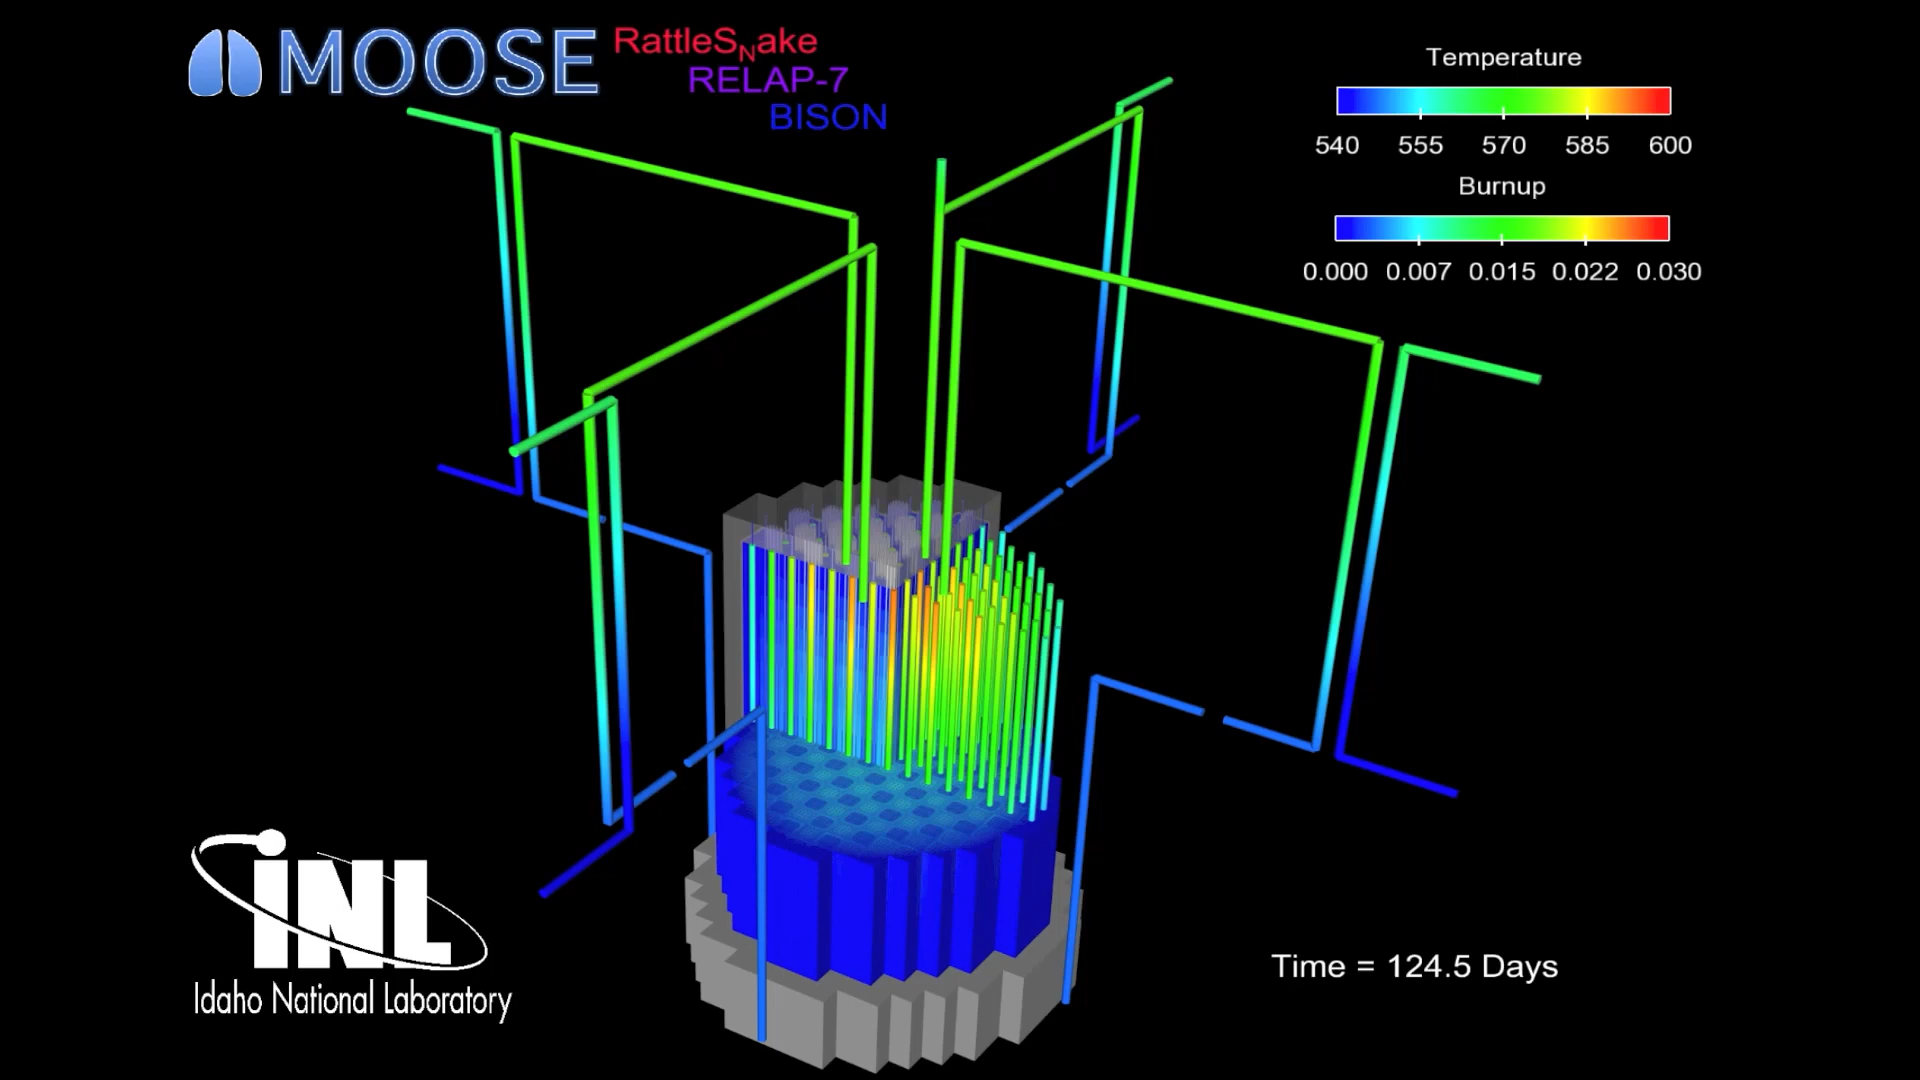 MOOSE
RattleSNake
RELAP-7
BISON
Temperature
540 555 570 585 600
Burnup
0.000 0.007 0.015 0.022 0.030
Time = 124.5 Days
iNL
Idaho National Laboratory